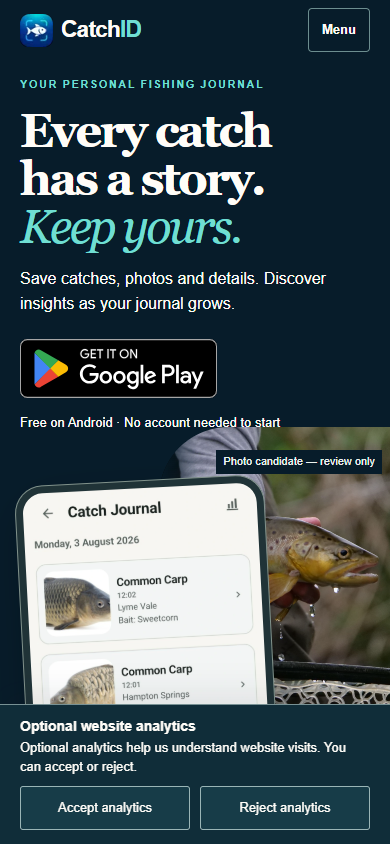 CatchID
Menu
YOUR PERSONAL FISHING JOURNAL
Every catch
has a story.
Keep yours.
Save catches, photos and details. Discover
insights as your journal grows.
GET IT ON
Google Play
Free on Android · No account needed to start
Photo candidate — review only
Catch Journal
Monday, 3 August 2026
Common Carp
12:02
Lyme Vale
Bait: Sweetcorn
Common Carp
12:01
Hampton Springs
Optional website analytics
Optional analytics help us understand website visits. You
can accept or reject.
Accept analytics
Reject analytics